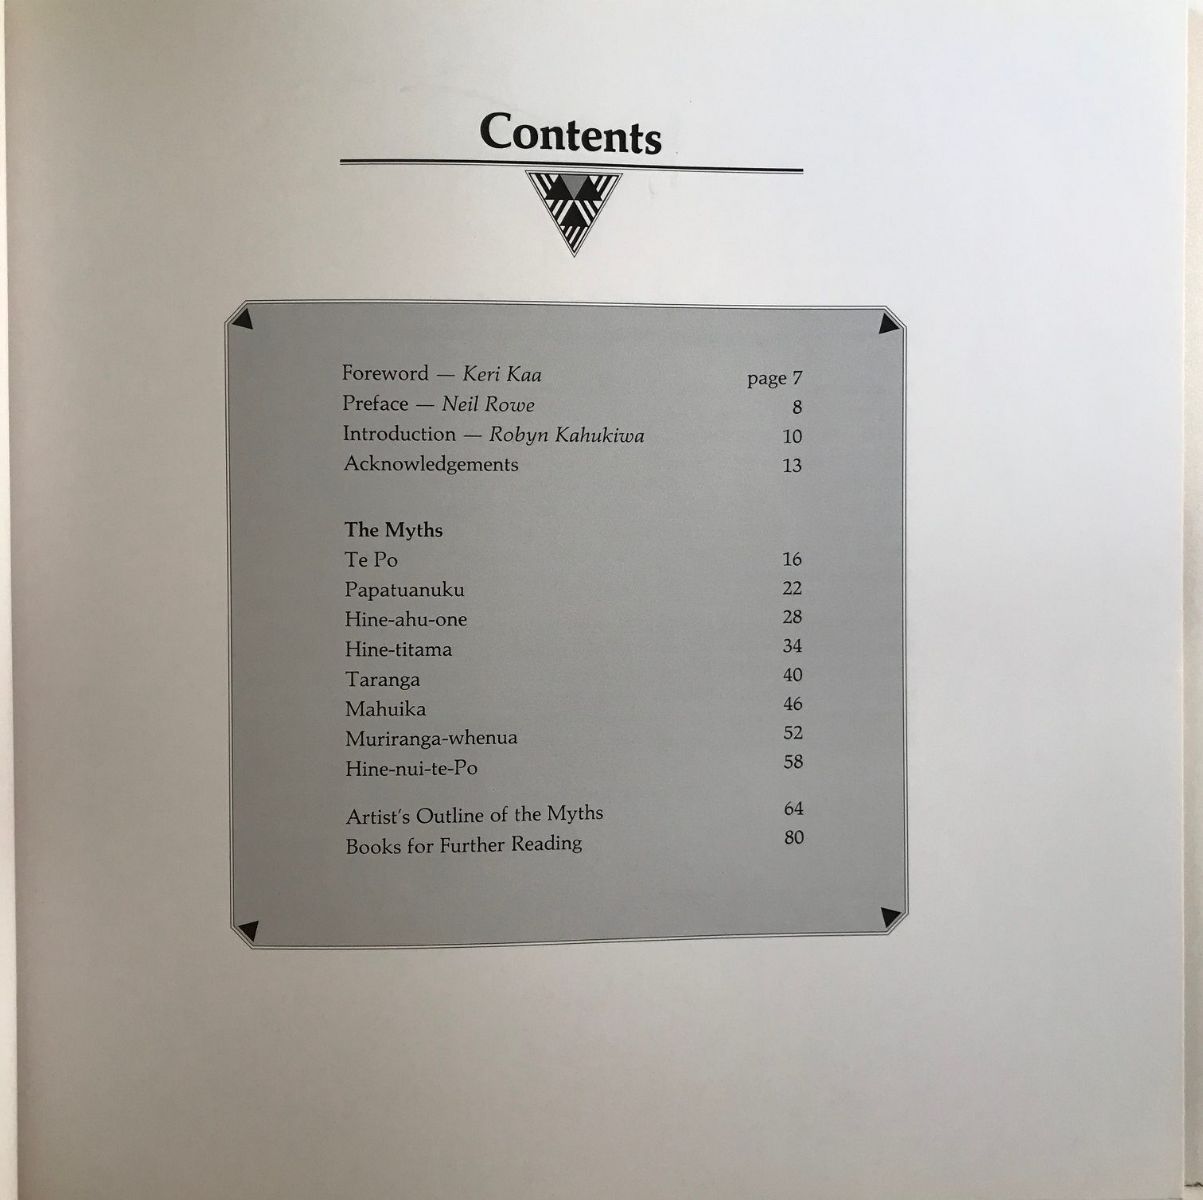 Contents
Foreword — Keri Kaa page 7
Preface — Neil Rowe 8
Introduction — Robyn Kahukiwa 10
Acknowledgements 13
The Myths
Te Po 16
Papatuanuku 22
Hine-ahu-one 28
Hine-titama 34
Taranga 40
Mahuika 46
Muriranga-whenua 52
Hine-nui-te-Po 58
Artist's Outline of the Myths 64
Books for Further Reading 80